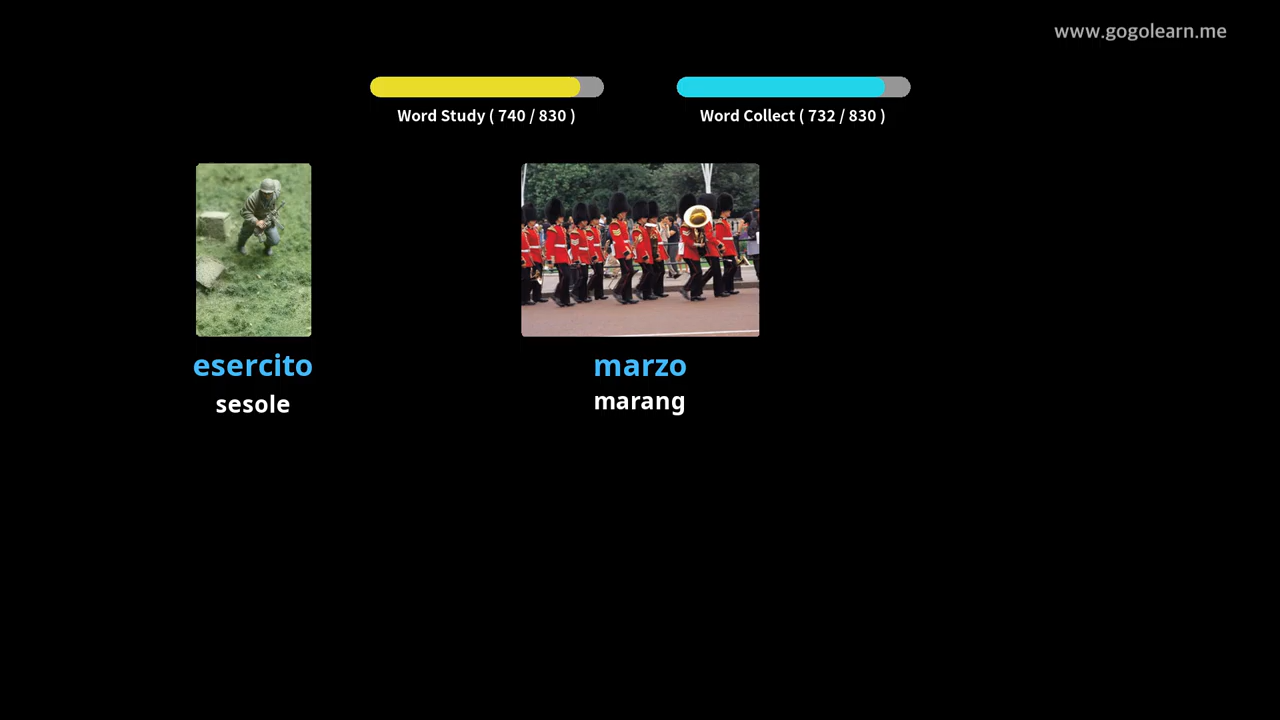 www.gogolearn.me
Word Study ( 740 / 830 )
Word Collect ( 732 / 830 )
esercito
sesole
marzo
marang